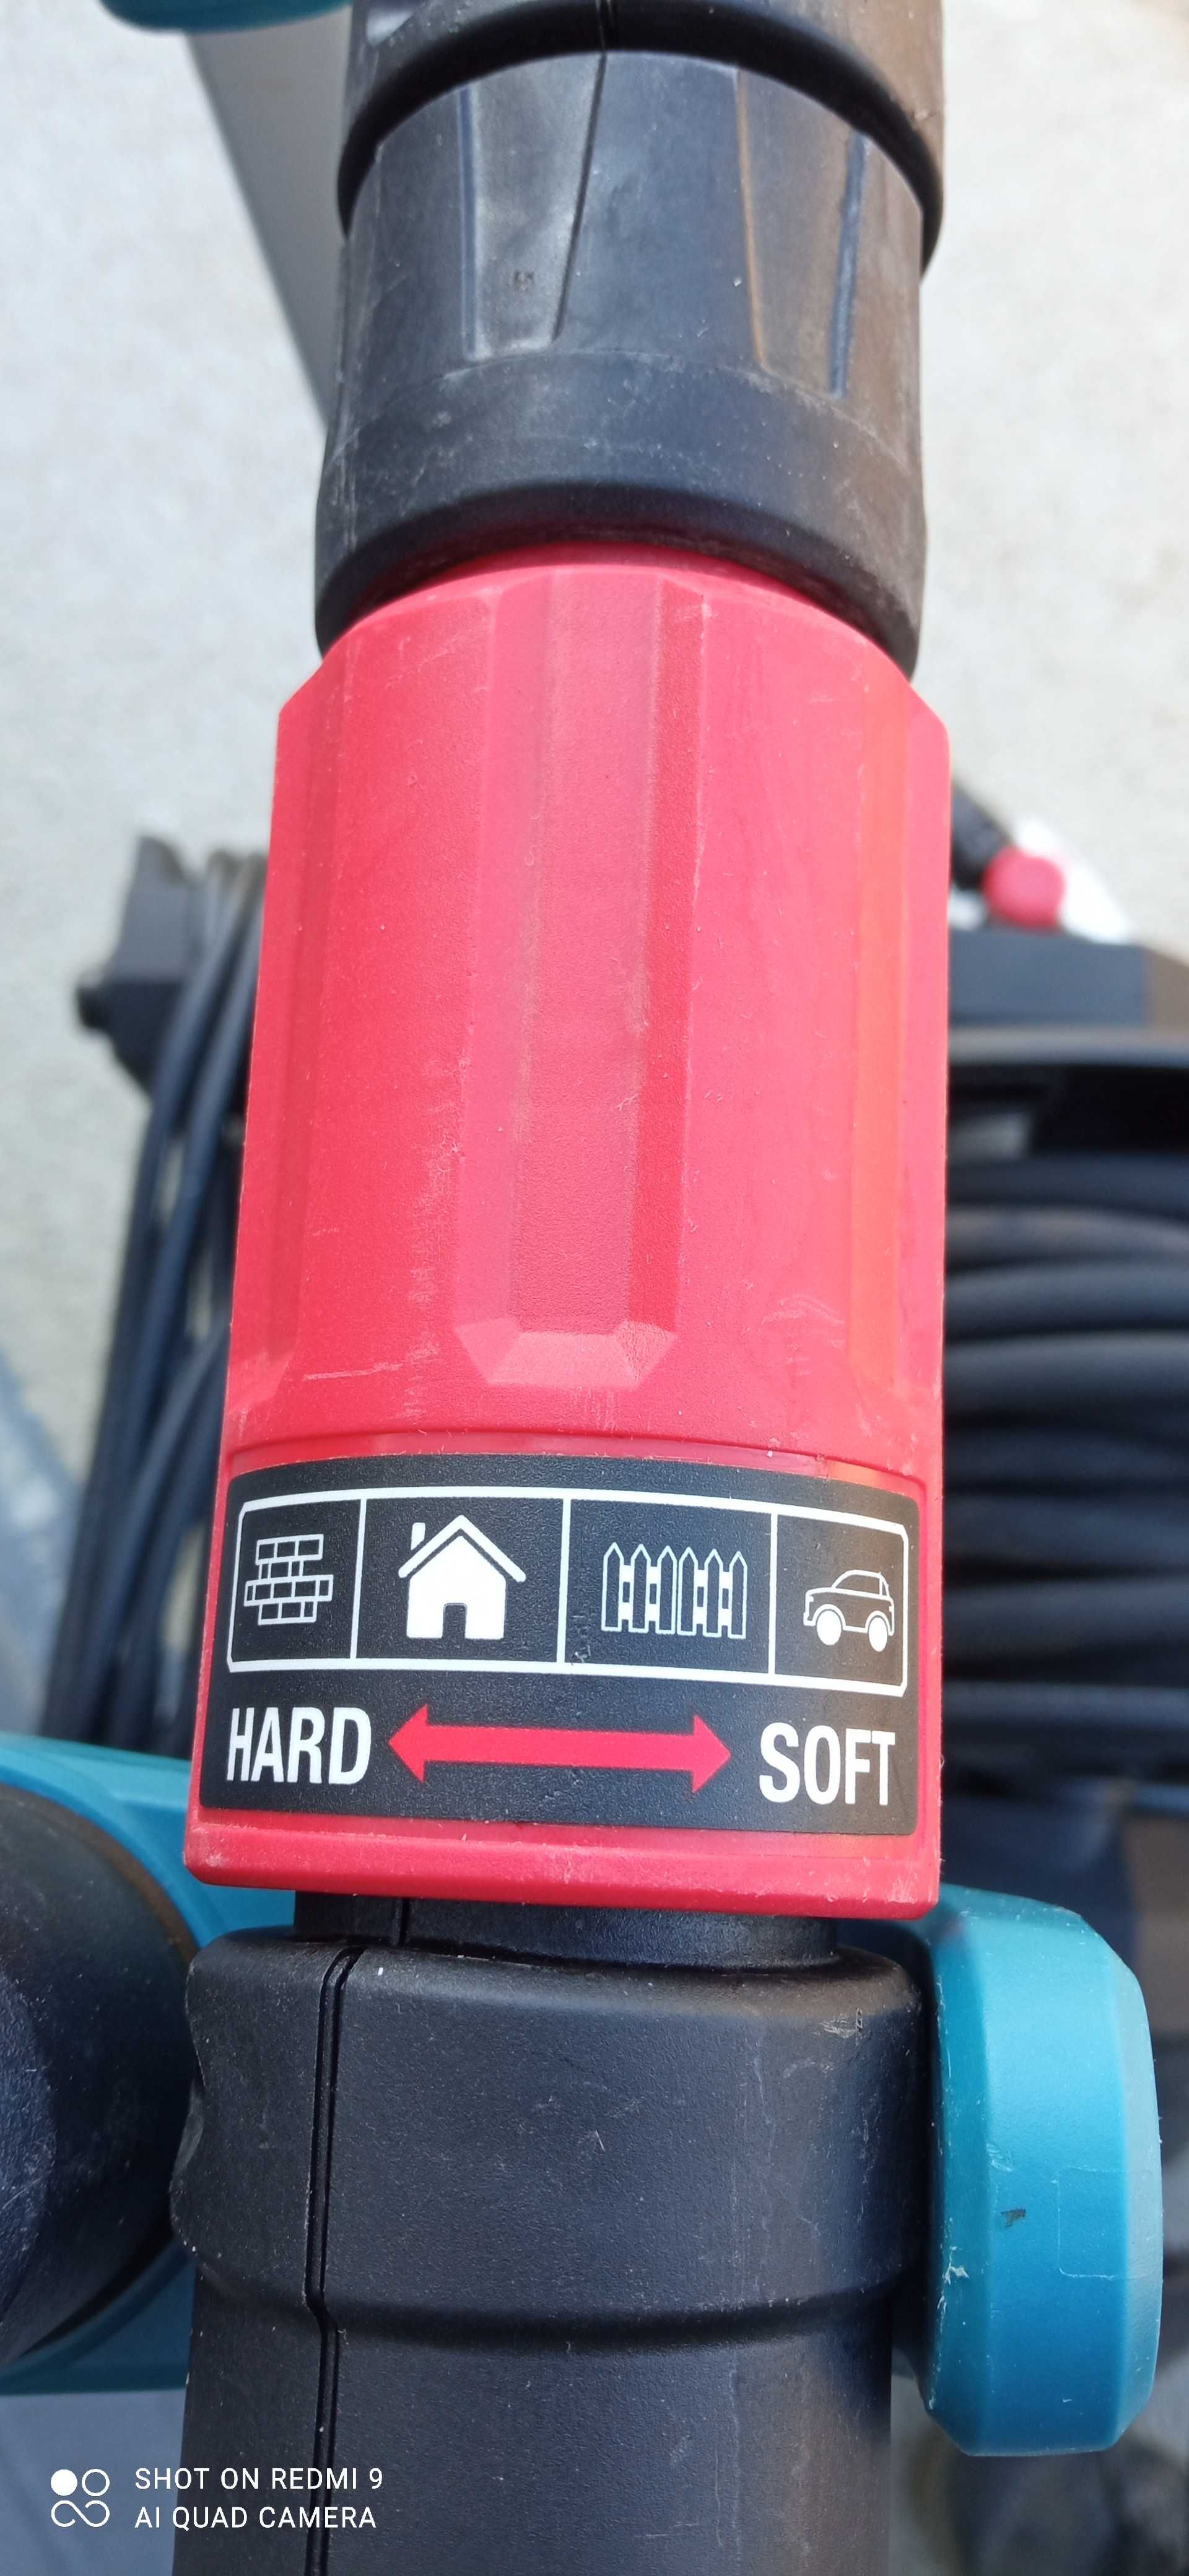 HARD SOFT
SHOT ON REDMI 9
AI QUAD CAMERA